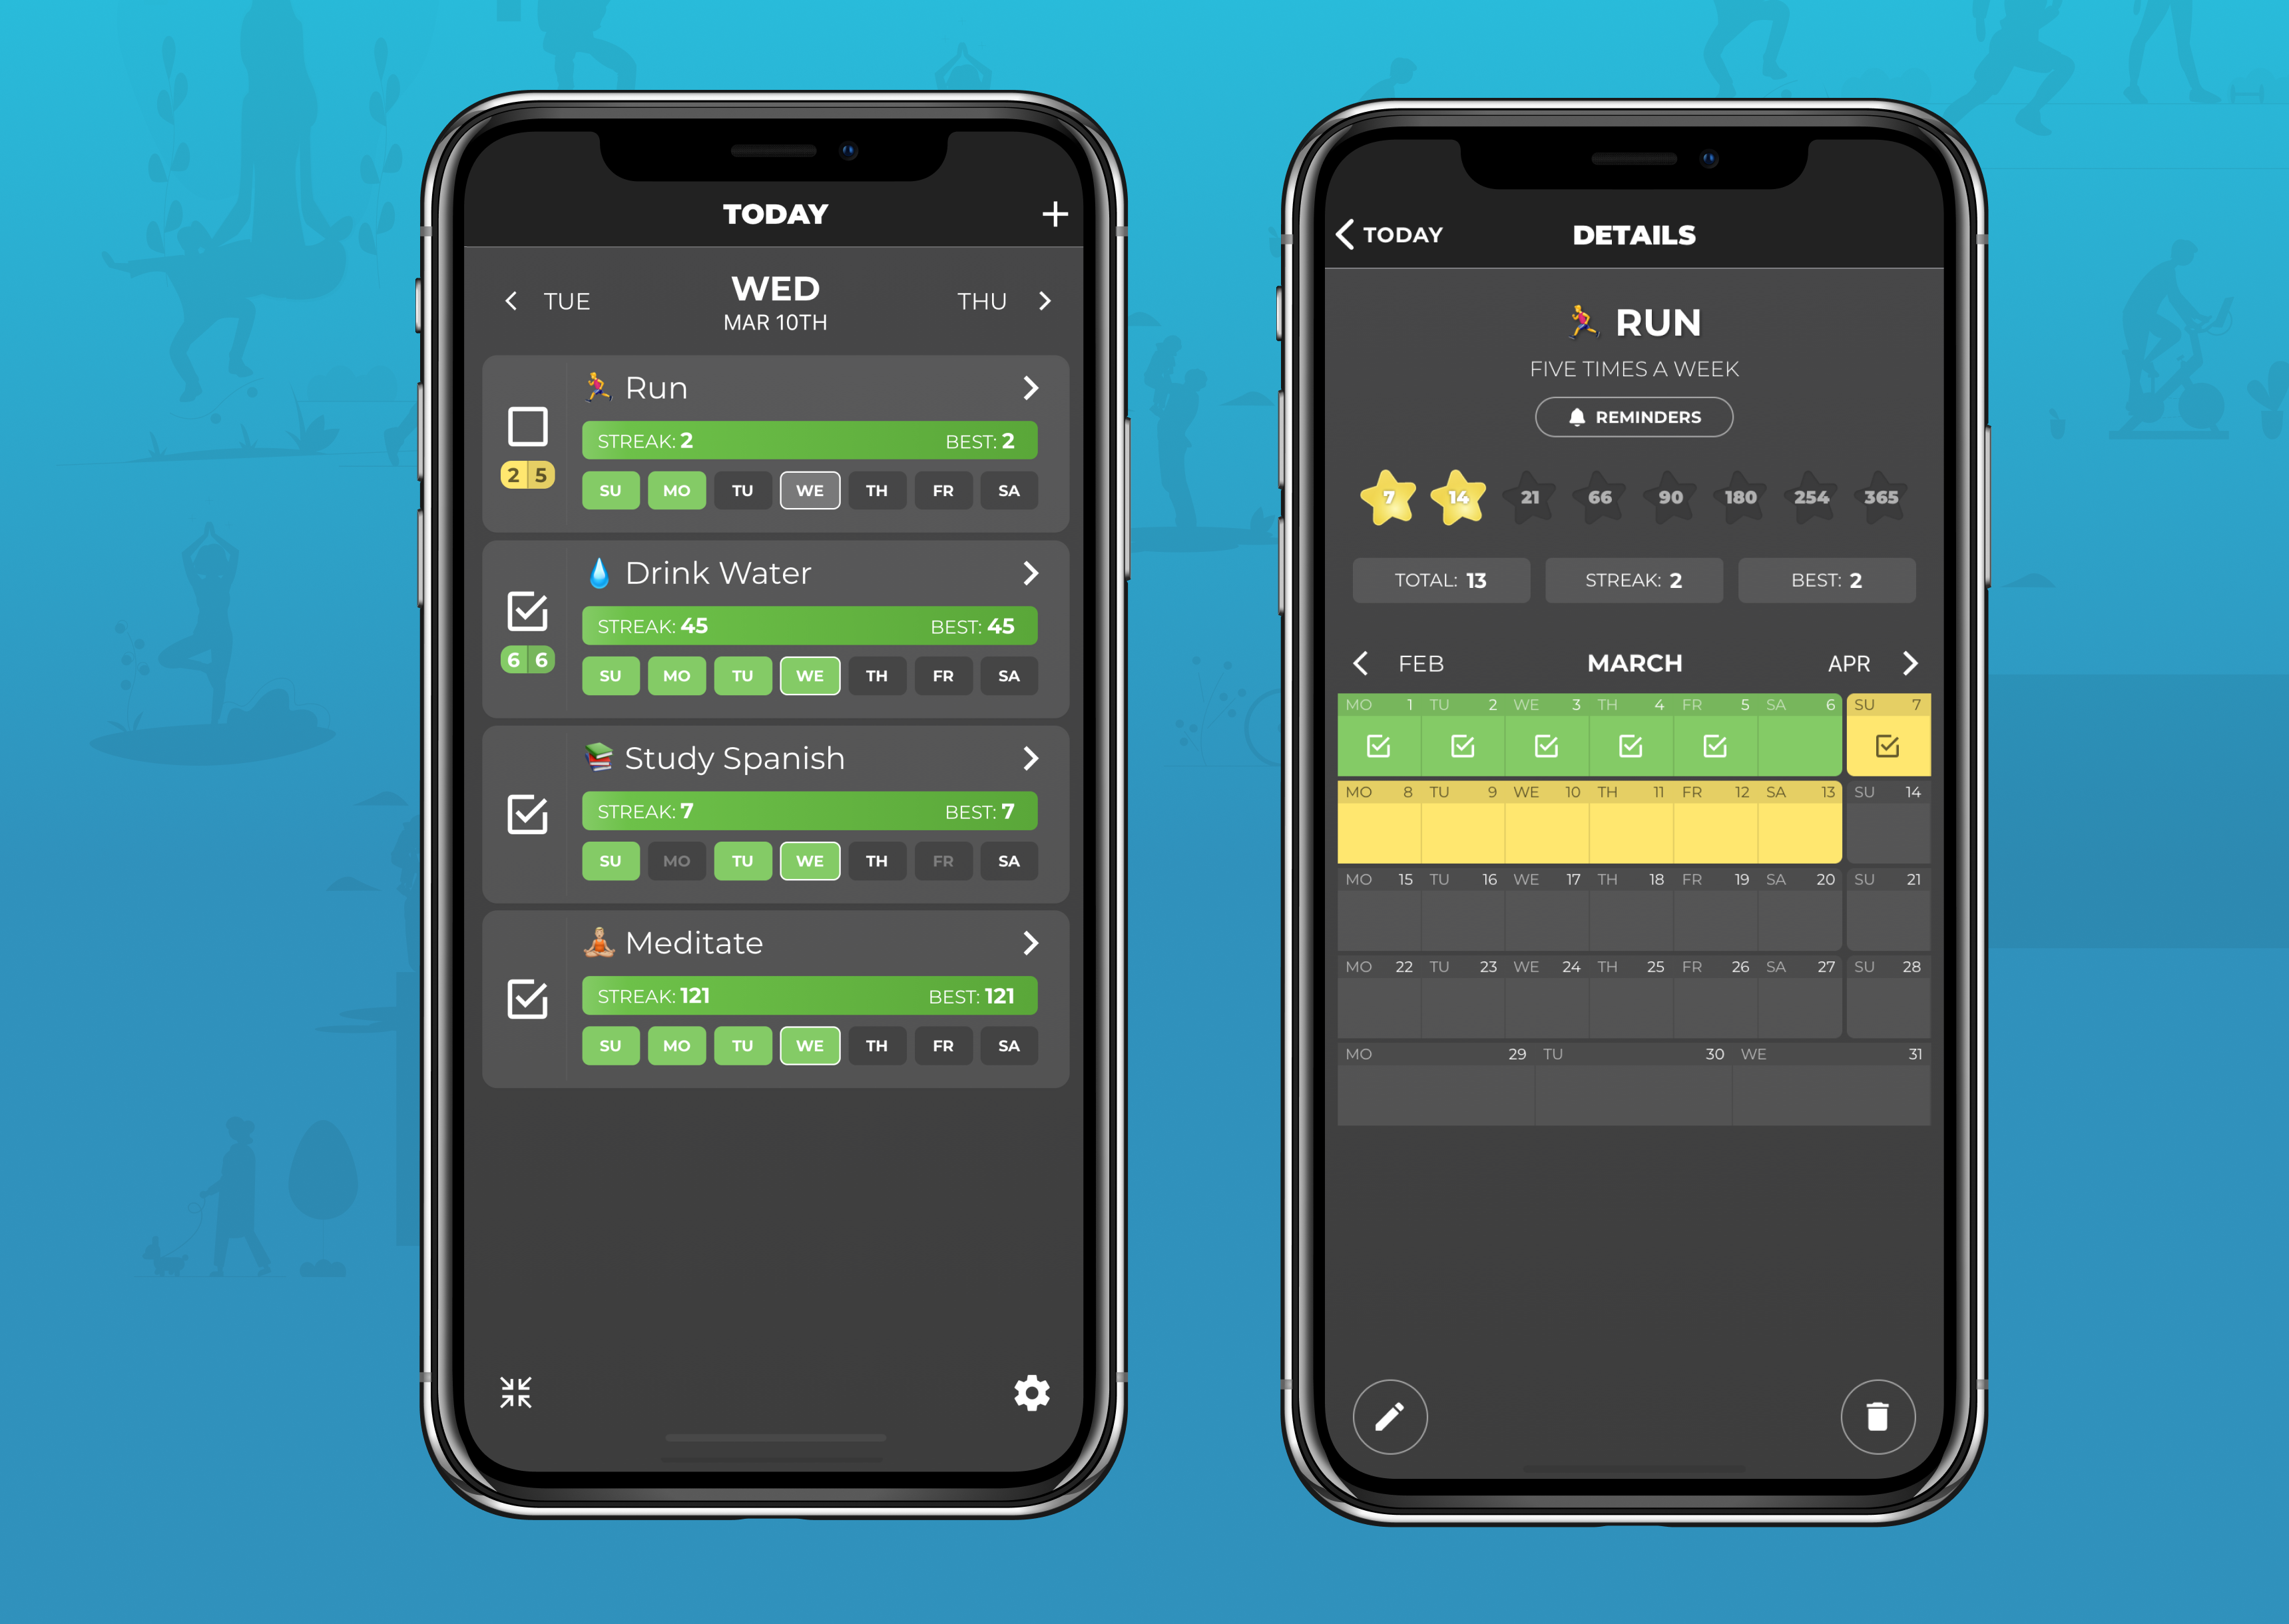 TODAY
TUE
WED
MAR 10TH
THU
Run
STREAK: 2 BEST: 2
2 5
SU MO TU WE TH FR SA
Drink Water
STREAK: 45 BEST: 45
6 6
SU MO TU WE TH FR SA
Study Spanish
STREAK: 7 BEST: 7
SU MO TU WE TH FR SA
Meditate
STREAK: 121 BEST: 121
SU MO TU WE TH FR SA
TODAY
DETAILS
RUN
FIVE TIMES A WEEK
REMINDERS
7 14 21 66 90 180 254 365
TOTAL: 13 STREAK: 2 BEST: 2
FEB MARCH APR
MO 1 TU 2 WE 3 TH 4 FR 5 SA 6 SU 7
MO 8 TU 9 WE 10 TH 11 FR 12 SA 13 SU 14
MO 15 TU 16 WE 17 TH 18 FR 19 SA 20 SU 21
MO 22 TU 23 WE 24 TH 25 FR 26 SA 27 SU 28
MO 29 TU 30 WE 31